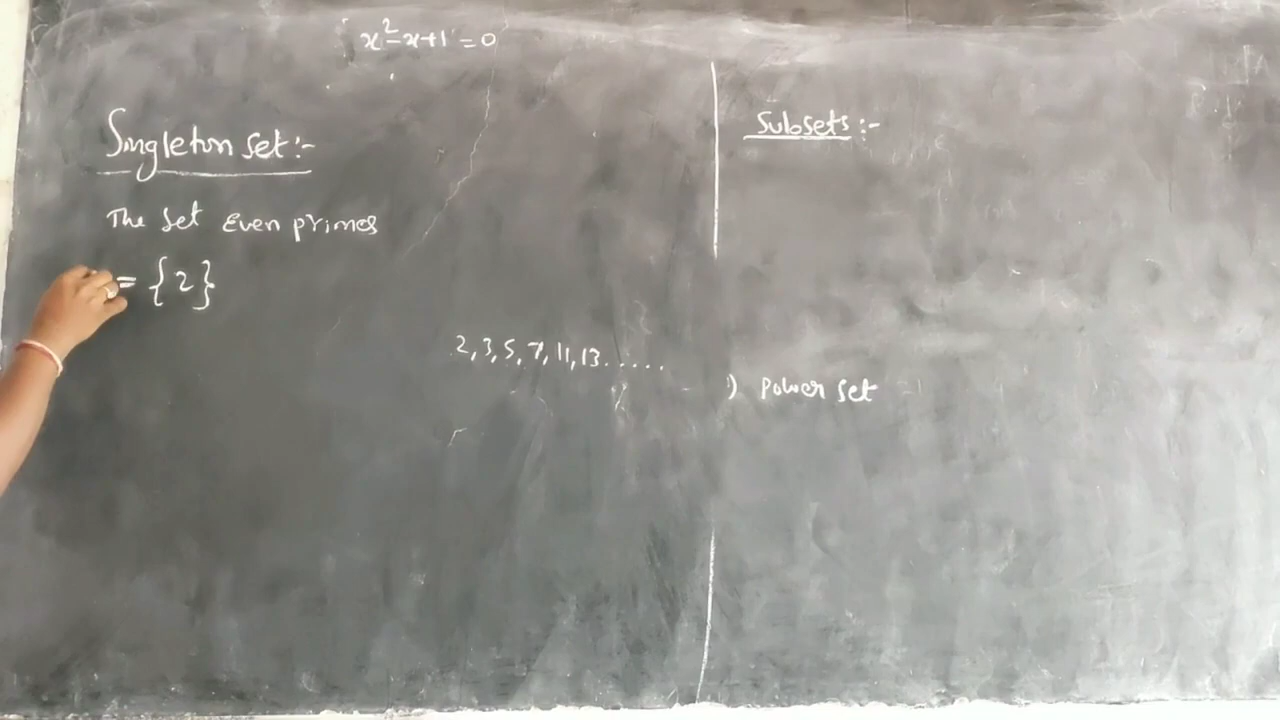 x²-x+1=0
Singleton set:-
The set Even primes
= {2}
2,3,5,7,11,13.....
Subsets:-
1) power set